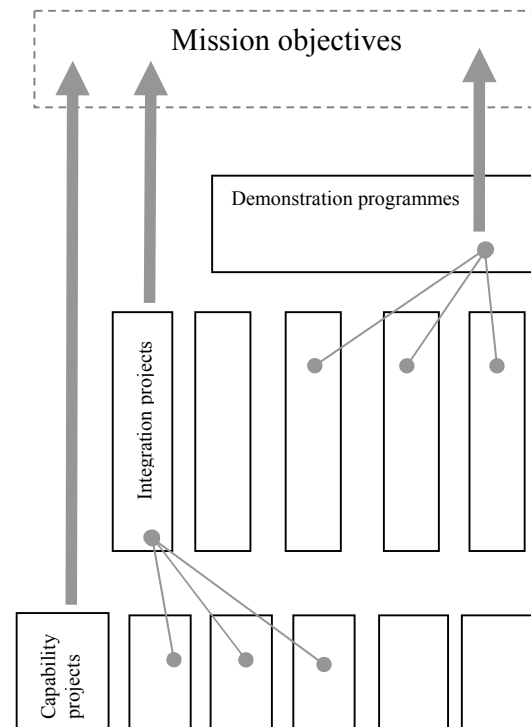 Mission objectives
Demonstration programmes
Integration projects
Capability
projects